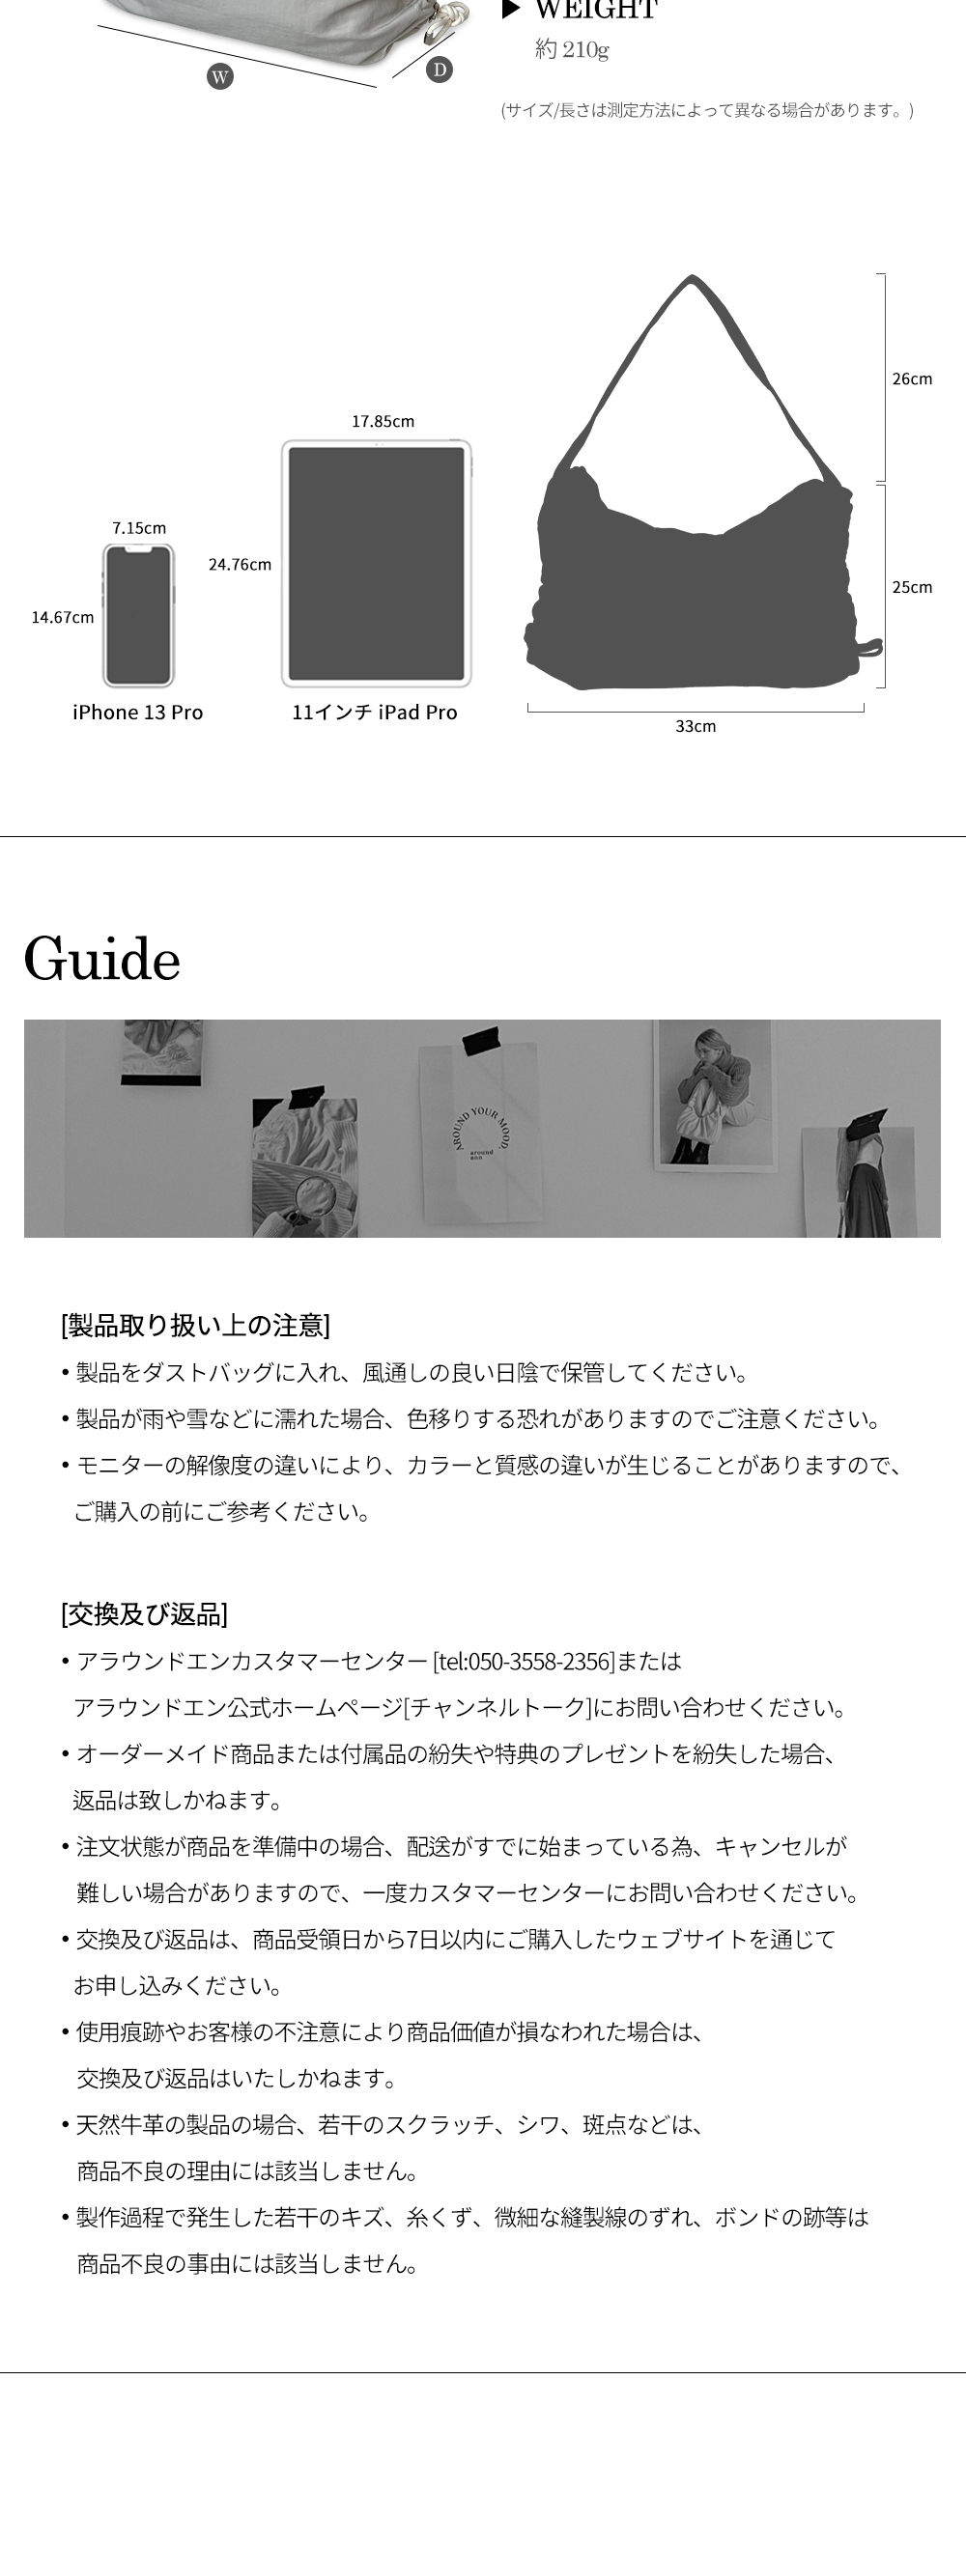 ▶ WEIGHT
約 210g
W
D
(サイズ/長さは測定方法によって異なる場合があります。)
26cm
17.85cm
7.15cm
24.76cm
25cm
14.67cm
iPhone 13 Pro
11インチ iPad Pro
33cm
Guide
AROUND YOUR MOOD.
around
ann
[製品取り扱い上の注意]
• 製品をダストバッグに入れ、風通しの良い日陰で保管してください。
• 製品が雨や雪などに濡れた場合、色移りする恐れがありますのでご注意ください。
• モニターの解像度の違いにより、カラーと質感の違いが生じることがありますので、
ご購入の前にご参考ください。
[交換及び返品]
• アラウンドエンカスタマーセンター [tel:050-3558-2356]または
アラウンドエン公式ホームページ[チャンネルトーク]にお問い合わせください。
• オーダーメイド商品または付属品の紛失や特典のプレゼントを紛失した場合、
返品は致しかねます。
• 注文状態が商品を準備中の場合、配送がすでに始まっている為、キャンセルが
難しい場合がありますので、一度カスタマーセンターにお問い合わせください。
• 交換及び返品は、商品受領日から7日以内にご購入したウェブサイトを通じて
お申し込みください。
• 使用痕跡やお客様の不注意により商品価値が損なわれた場合は、
交換及び返品はいたしかねます。
• 天然牛革の製品の場合、若干のスクラッチ、シワ、斑点などは、
商品不良の理由には該当しません。
• 製作過程で発生した若干のキズ、糸くず、微細な縫製線のずれ、ボンドの跡等は
商品不良の事由には該当しません。